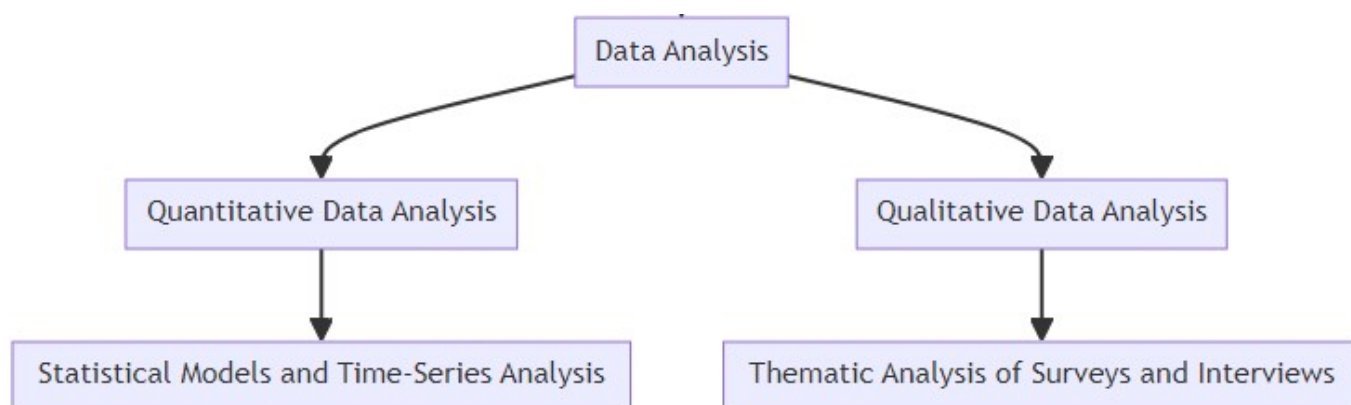 Data Analysis
Quantitative Data Analysis
Qualitative Data Analysis
Statistical Models and Time-Series Analysis
Thematic Analysis of Surveys and Interviews